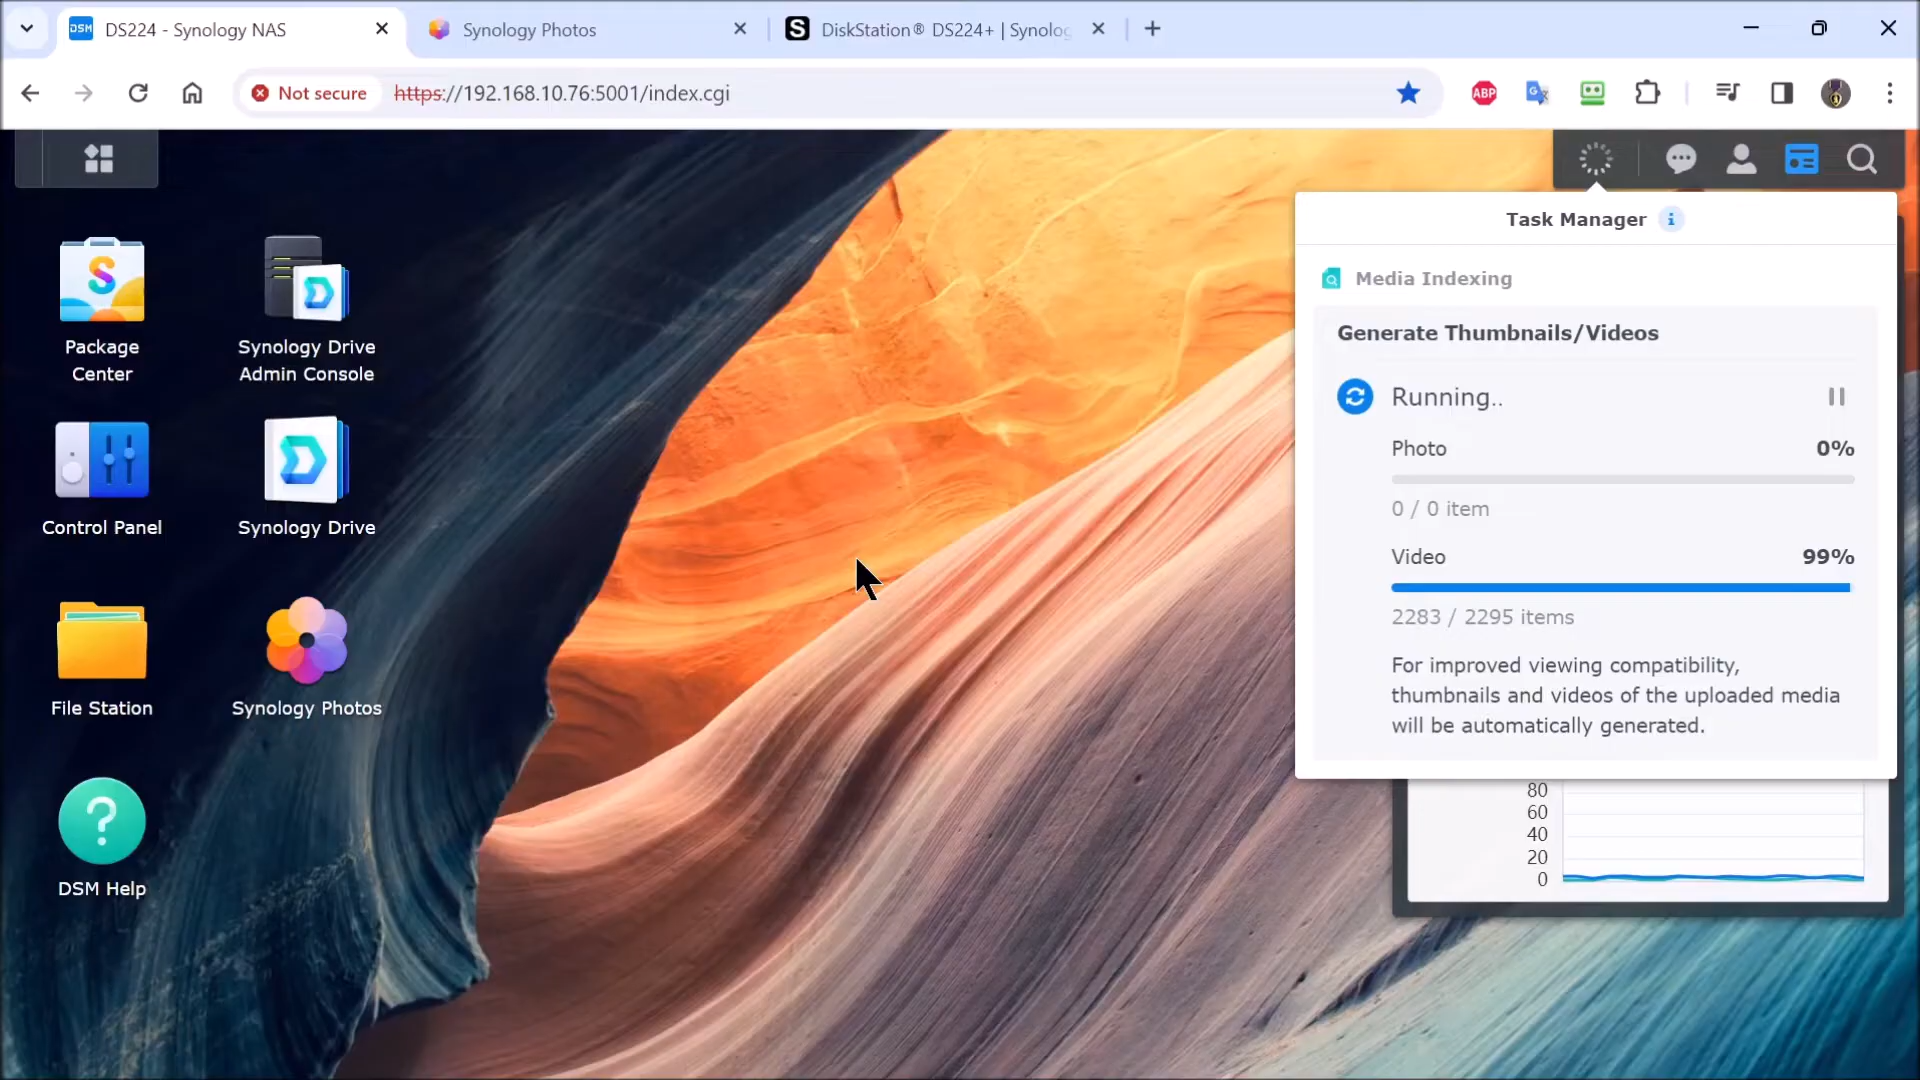 DSM DS224 - Synology NAS
Synology Photos
S DiskStation® DS224+ | Synolog
Not secure https://192.168.10.76:5001/index.cgi
ABP
Task Manager i
Media Indexing
Generate Thumbnails/Videos
Running..
Photo 0%
0 / 0 item
Video 99%
2283 / 2295 items
For improved viewing compatibility,
thumbnails and videos of the uploaded media
will be automatically generated.
80
60
40
20
0
Package
Center
Synology Drive
Admin Console
Control Panel
Synology Drive
File Station
Synology Photos
DSM Help